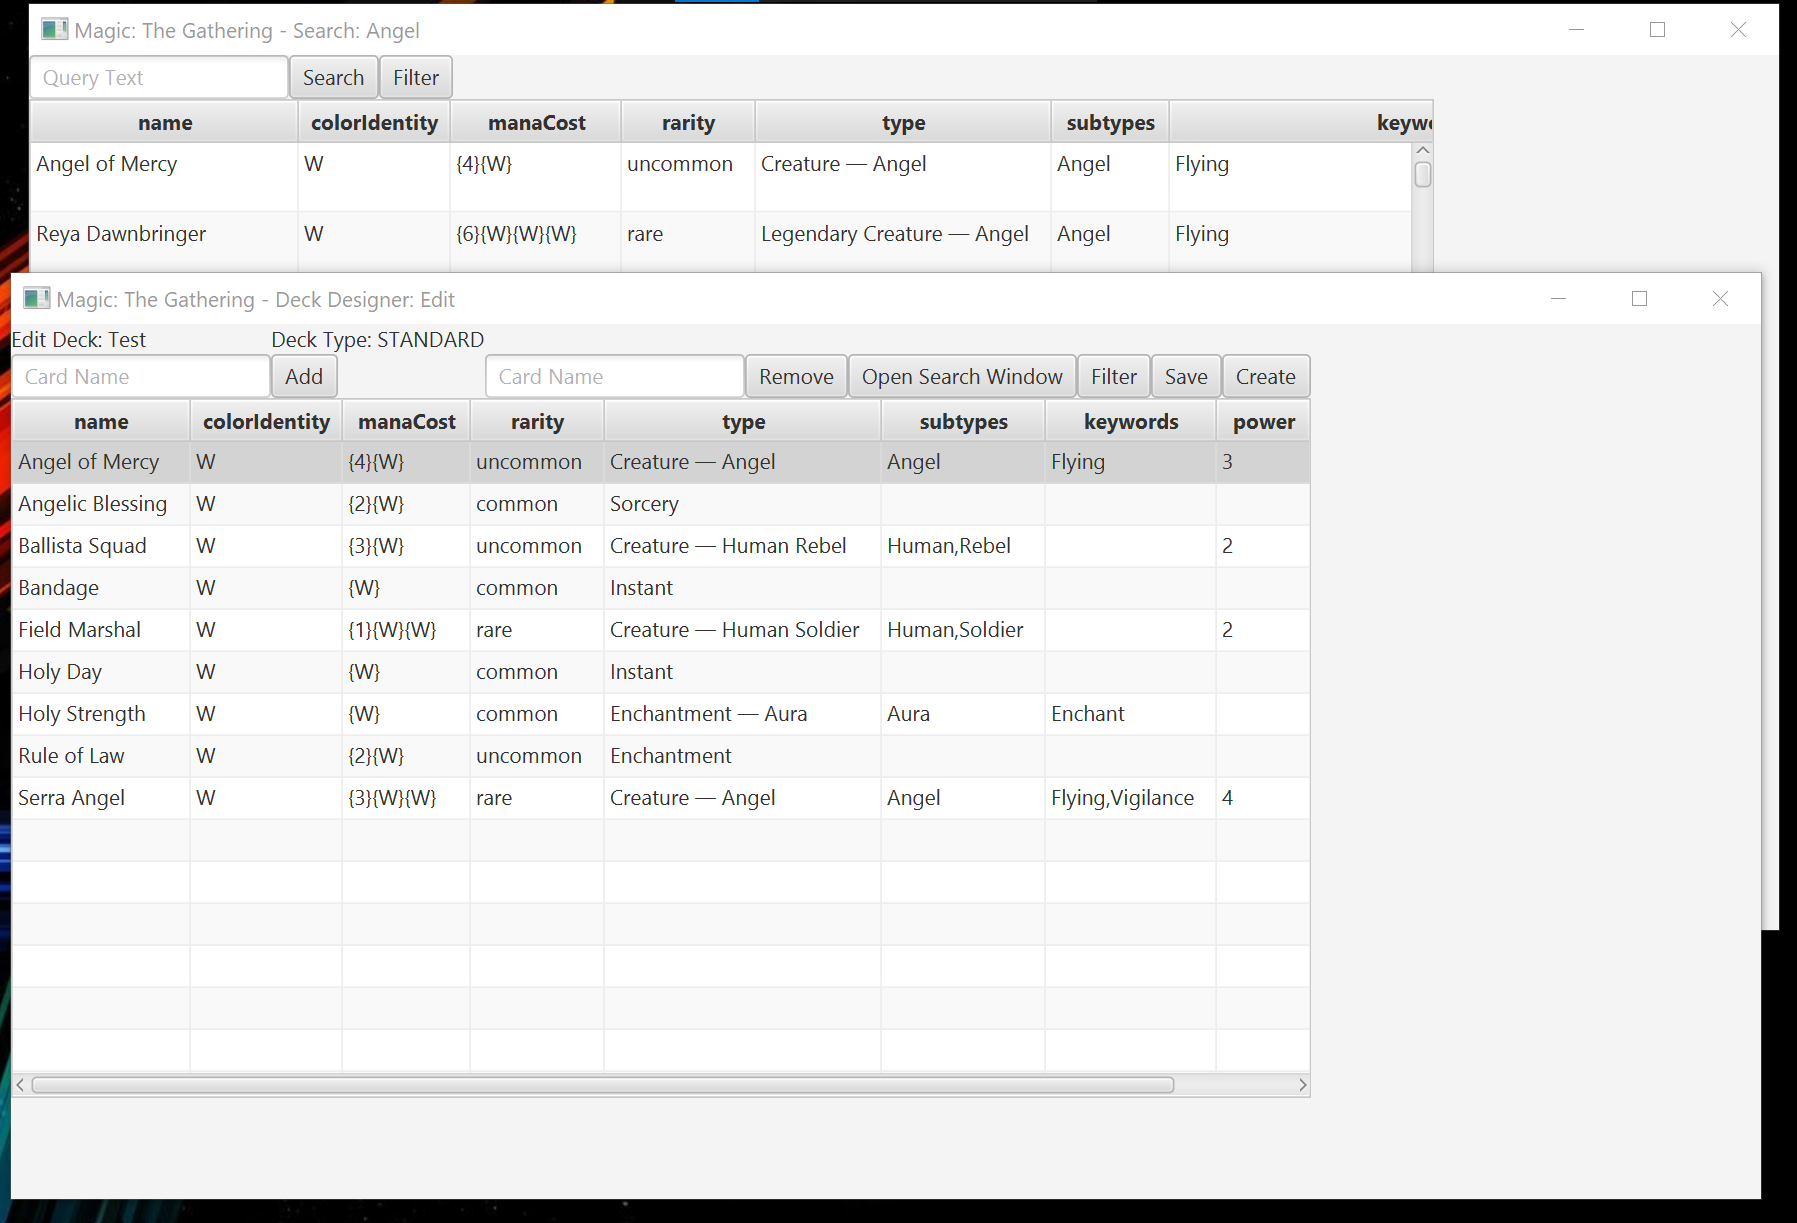 Magic: The Gathering - Search: Angel
Query Text Search Filter
name colorIdentity manaCost rarity type subtypes keyw
Angel of Mercy W {4}{W} uncommon Creature — Angel Angel Flying
Reya Dawnbringer W {6}{W}{W}{W} rare Legendary Creature — Angel Angel Flying
Magic: The Gathering - Deck Designer: Edit
Edit Deck: Test Deck Type: STANDARD
Card Name Add Card Name Remove Open Search Window Filter Save Create
name colorIdentity manaCost rarity type subtypes keywords power
Angel of Mercy W {4}{W} uncommon Creature — Angel Angel Flying 3
Angelic Blessing W {2}{W} common Sorcery
Ballista Squad W {3}{W} uncommon Creature — Human Rebel Human,Rebel 2
Bandage W {W} common Instant
Field Marshal W {1}{W}{W} rare Creature — Human Soldier Human,Soldier 2
Holy Day W {W} common Instant
Holy Strength W {W} common Enchantment — Aura Aura Enchant
Rule of Law W {2}{W} uncommon Enchantment
Serra Angel W {3}{W}{W} rare Creature — Angel Angel Flying,Vigilance 4